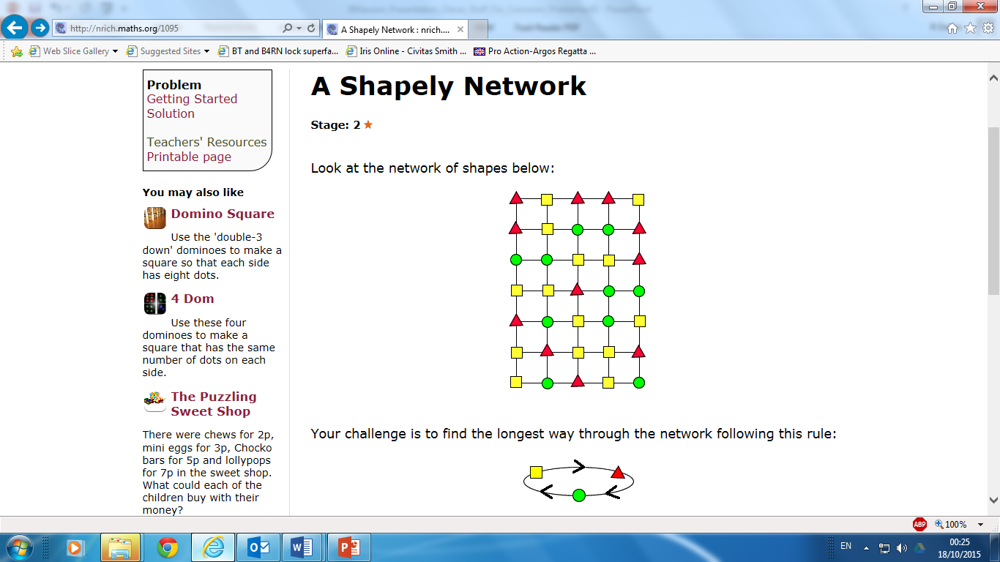 http://nrich.maths.org/1095
A Shapely Network : nrich....
Web Slice Gallery
Suggested Sites
BT and B4RN lock superfa...
Iris Online - Civitas Smith ...
Pro Action-Argos Regatta ...
Problem
Getting Started
Solution
Teachers' Resources
Printable page
You may also like
Domino Square
Use the 'double-3
down' dominoes to make a
square so that each side
has eight dots.
4 Dom
Use these four
dominoes to make a
square that has the same
number of dots on each
side.
The Puzzling
Sweet Shop
There were chews for 2p,
mini eggs for 3p, Chocko
bars for 5p and lollypops
for 7p in the sweet shop.
What could each of the
children buy with their
money?
A Shapely Network
Stage: 2
Look at the network of shapes below:
Your challenge is to find the longest way through the network following this rule:
ABP
100%
EN
00:25
18/10/2015